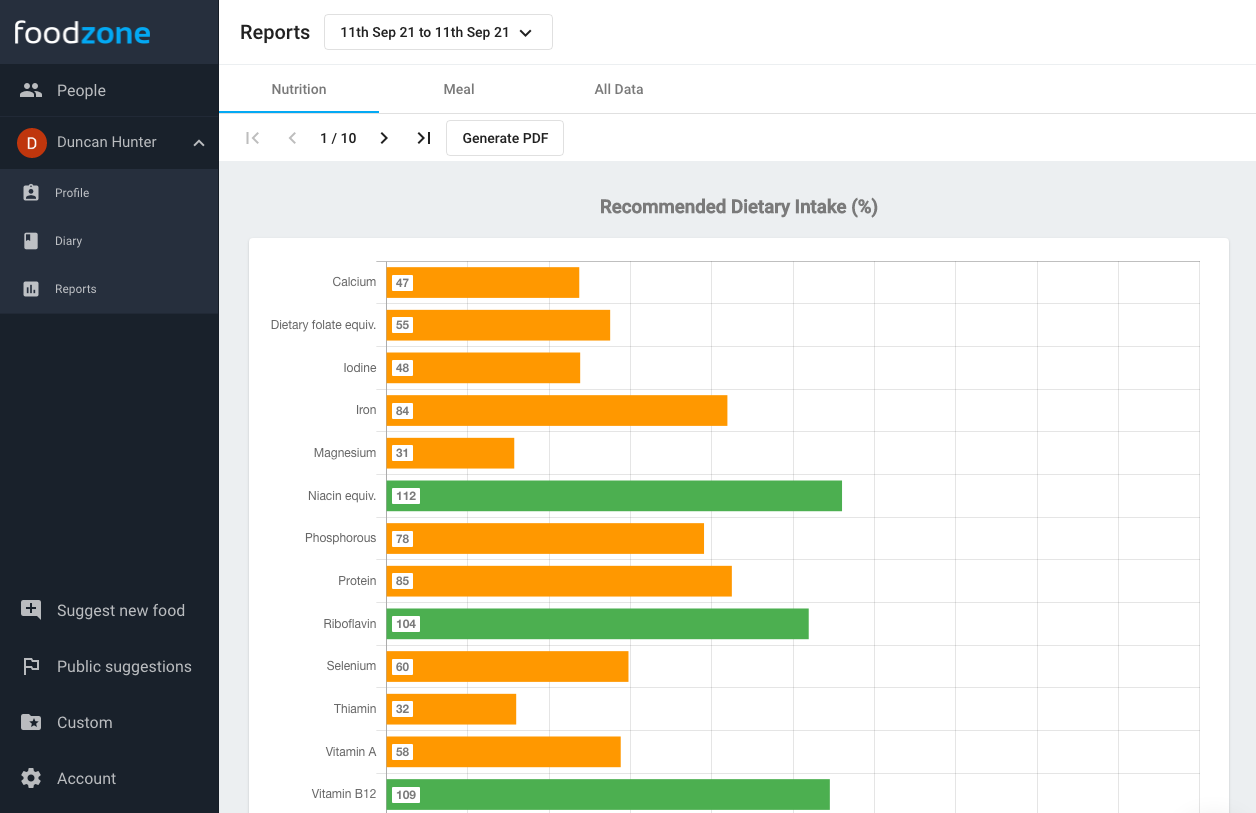 foodzone
Reports
11th Sep 21 to 11th Sep 21
People
Nutrition
Meal
All Data
D
Duncan Hunter
1 / 10
Generate PDF
Profile
Diary
Reports
Recommended Dietary Intake (%)
Calcium 47
Dietary folate equiv. 55
Iodine 48
Iron 84
Magnesium 31
Niacin equiv. 112
Phosphorous 78
Protein 85
Riboflavin 104
Selenium 60
Thiamin 32
Vitamin A 58
Vitamin B12 109
Suggest new food
Public suggestions
Custom
Account